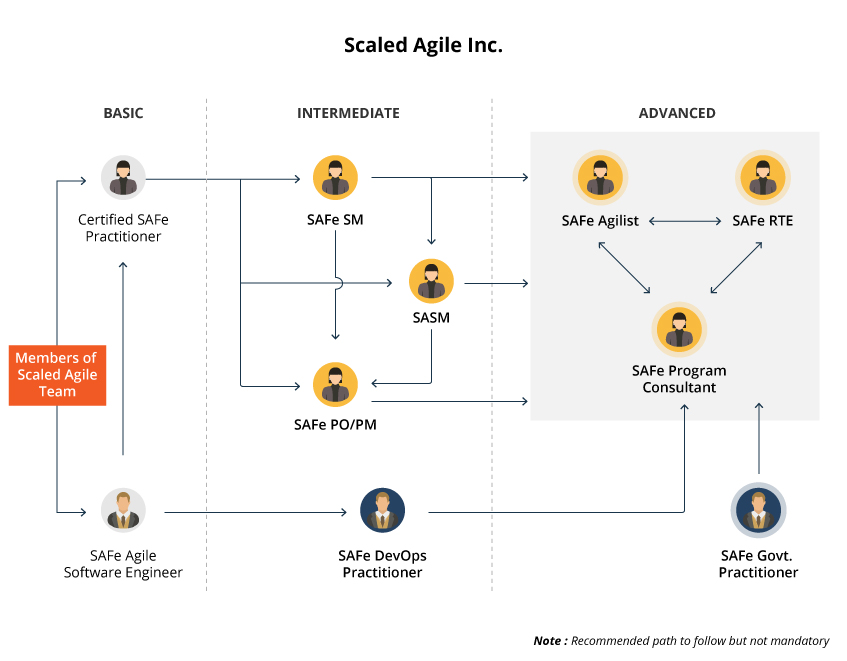 Scaled Agile Inc.
BASIC
INTERMEDIATE
ADVANCED
Certified SAFe
Practitioner
SAFe SM
SAFe Agilist
SAFe RTE
SASM
Members of
Scaled Agile
Team
SAFe Program
Consultant
SAFe PO/PM
SAFe Agile
Software Engineer
SAFe DevOps
Practitioner
SAFe Govt.
Practitioner
Note : Recommended path to follow but not mandatory